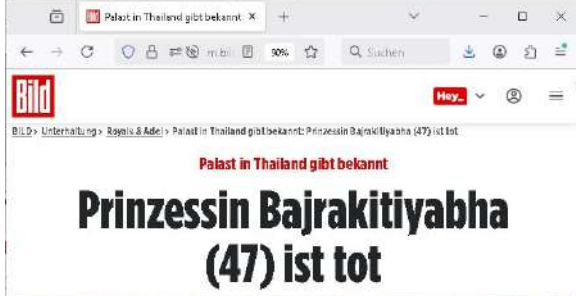 Palast in Thailand gibt bekannt
90%
Suchen
Bild
Hey_
BILD > Unterhaltung > Royals & Adel > Palast in Thailand gibt bekannt: Prinzessin Bajrakitiyabha (47) ist tot
Palast in Thailand gibt bekannt
Prinzessin Bajrakitiyabha
(47) ist tot